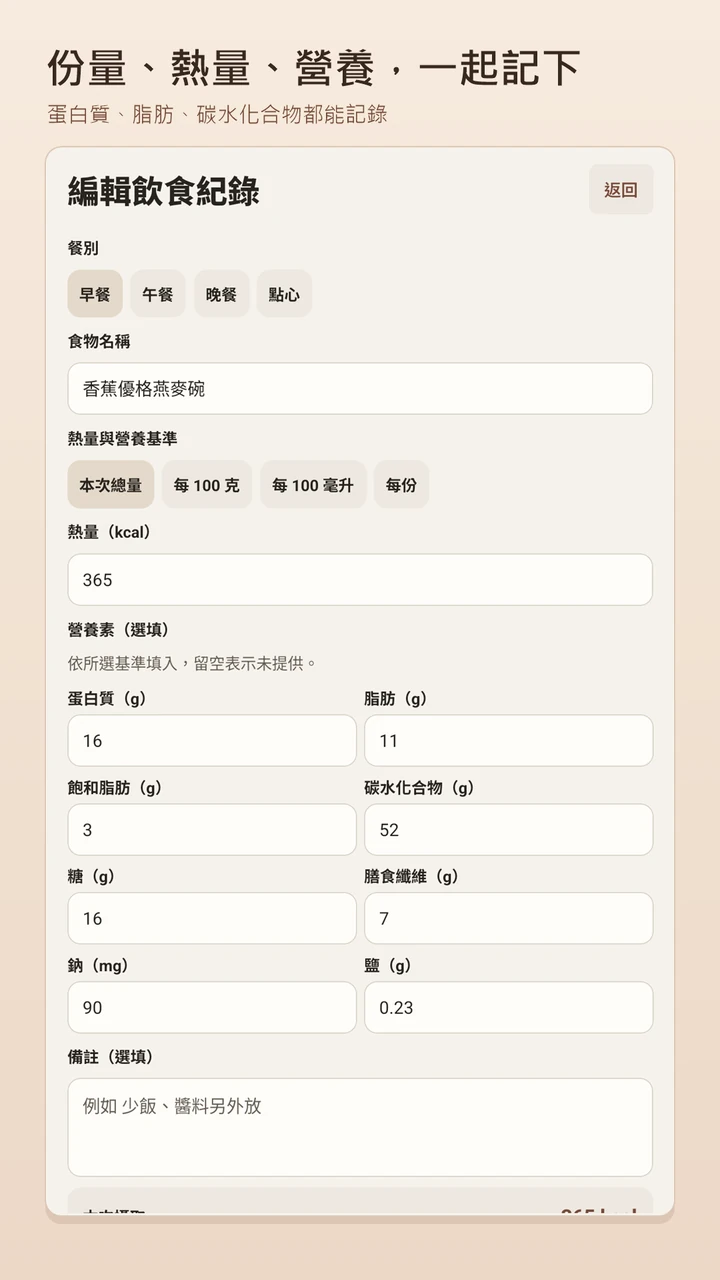 份量、熱量、營養，一起記下
蛋白質、脂肪、碳水化合物都能記錄
編輯飲食紀錄
返回
餐別
早餐 午餐 晚餐 點心
食物名稱
香蕉優格燕麥碗
熱量與營養基準
本次總量 每 100 克 每 100 毫升 每份
熱量（kcal）
365
營養素（選填）
依所選基準填入，留空表示未提供。
蛋白質（g） 脂肪（g）
16 11
飽和脂肪（g） 碳水化合物（g）
3 52
糖（g） 膳食纖維（g）
16 7
鈉（mg） 鹽（g）
90 0.23
備註（選填）
例如 少飯、醬料另外放